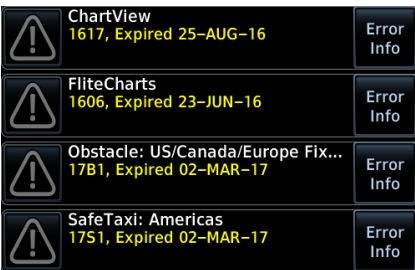 ChartView
1617, Expired 25–AUG–16
Error
Info
FliteCharts
1606, Expired 23–JUN–16
Error
Info
Obstacle: US/Canada/Europe Fix...
17B1, Expired 02–MAR–17
Error
Info
SafeTaxi: Americas
17S1, Expired 02–MAR–17
Error
Info